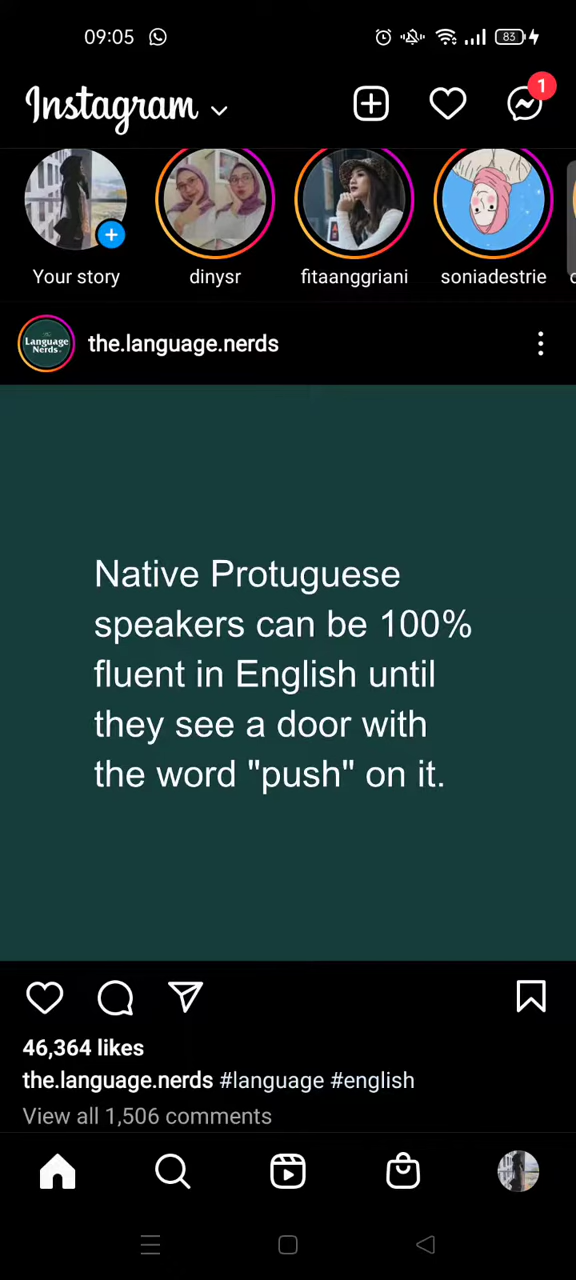 09:05
83
Instagram
1
Your story
dinysr
fitaanggriani
soniadestrie
Language
Nerds
the.language.nerds
Native Protuguese
speakers can be 100%
fluent in English until
they see a door with
the word "push" on it.
46,364 likes
the.language.nerds #language #english
View all 1,506 comments